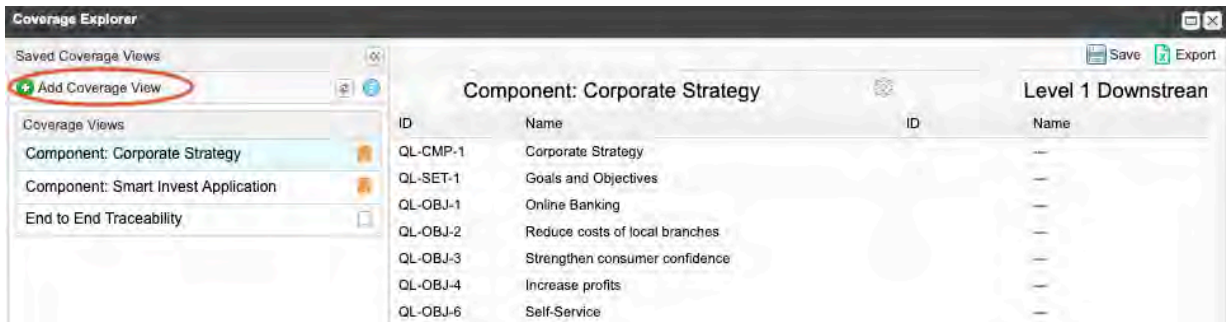 Coverage Explorer
Saved Coverage Views
Save Export
Add Coverage View
Component: Corporate Strategy
Level 1 Downstrean
Coverage Views
ID Name ID Name
Component: Corporate Strategy
Component: Smart Invest Application
End to End Traceability
QL-CMP-1 Corporate Strategy —
QL-SET-1 Goals and Objectives —
QL-OBJ-1 Online Banking —
QL-OBJ-2 Reduce costs of local branches —
QL-OBJ-3 Strengthen consumer confidence —
QL-OBJ-4 Increase profits —
QL-OBJ-6 Self-Service —